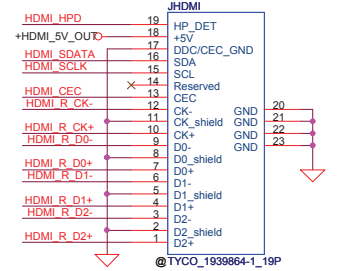 JHDMI
HDMI_HPD 19 HP_DET
+HDMI_5V_OUT 18 +5V
17 DDC/CEC_GND
HDMI_SDATA 16 SDA
HDMI_SCLK 15 SCL
14 Reserved
HDMI_CEC 13 CEC
HDMI_R_CK- 12 CK- GND 20
11 CK_shield GND 21
HDMI_R_CK+ 10 CK+ GND 22
HDMI_R_D0- 9 D0- GND 23
8 D0_shield
HDMI_R_D0+ 7 D0+
HDMI_R_D1- 6 D1-
5 D1_shield
HDMI_R_D1+ 4 D1+
HDMI_R_D2- 3 D2-
2 D2_shield
HDMI_R_D2+ 1 D2+
@TYCO_1939864-1_19P